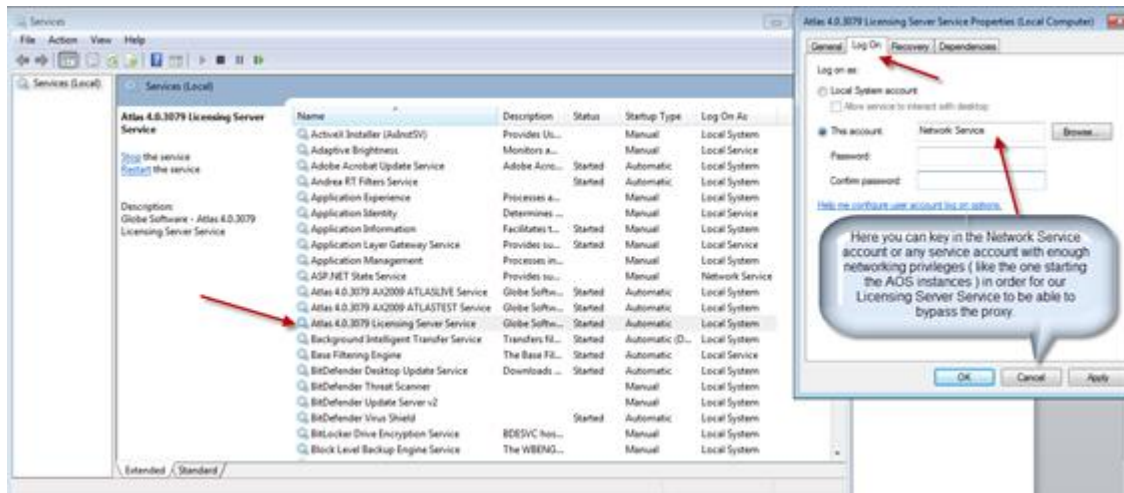 Services
File Action View Help
Services (Local)
Services (Local)
Atlas 4.0.3079 Licensing Server
Service
Stop the service
Restart the service
Description:
Globe Software - Atlas 4.0.3079
Licensing Server Service
Name Description Status Startup Type Log On As
ActiveX Installer (AxInstSV) Provides Us... Manual Local System
Adaptive Brightness Monitors a... Manual Local Service
Adobe Acrobat Update Service Adobe Acro... Started Automatic Local System
Andrea RT Filters Service Started Automatic Local System
Application Experience Processes a... Manual Local System
Application Identity Determines ... Manual Local Service
Application Information Facilitates t... Started Manual Local System
Application Layer Gateway Service Provides su... Started Manual Local Service
Application Management Processes in... Manual Local System
ASP.NET State Service Provides su... Manual Network Service
Atlas 4.0.3079 AX2009 ATLASLIVE Service Globe Softw... Started Automatic Local System
Atlas 4.0.3079 AX2009 ATLASTEST Service Globe Softw... Started Automatic Local System
Atlas 4.0.3079 Licensing Server Service Globe Softw... Started Automatic Local System
Background Intelligent Transfer Service Transfers fil... Started Automatic (D... Local System
Base Filtering Engine The Base Fil... Started Automatic Local Service
BitDefender Desktop Update Service Downloads ... Started Automatic Local System
BitDefender Threat Scanner Manual Local System
BitDefender Update Server v2 Manual Local System
BitDefender Virus Shield Started Automatic Local System
BitLocker Drive Encryption Service BDESVC hos... Manual Local System
Block Level Backup Engine Service The WBENG... Manual Local System
Extended Standard
Atlas 4.0.3079 Licensing Server Service Properties (Local Computer)
General Log On Recovery Dependencies
Log on as:
Local System account
Allow service to interact with desktop
This account: Network Service Browse...
Password:
Confirm password:
Help me configure user account log on options.
Here you can key in the Network Service
account or any service account with enough
networking privileges ( like the one starting
the AOS instances ) in order for our
Licensing Server Service to be able to
bypass the proxy.
OK Cancel Apply